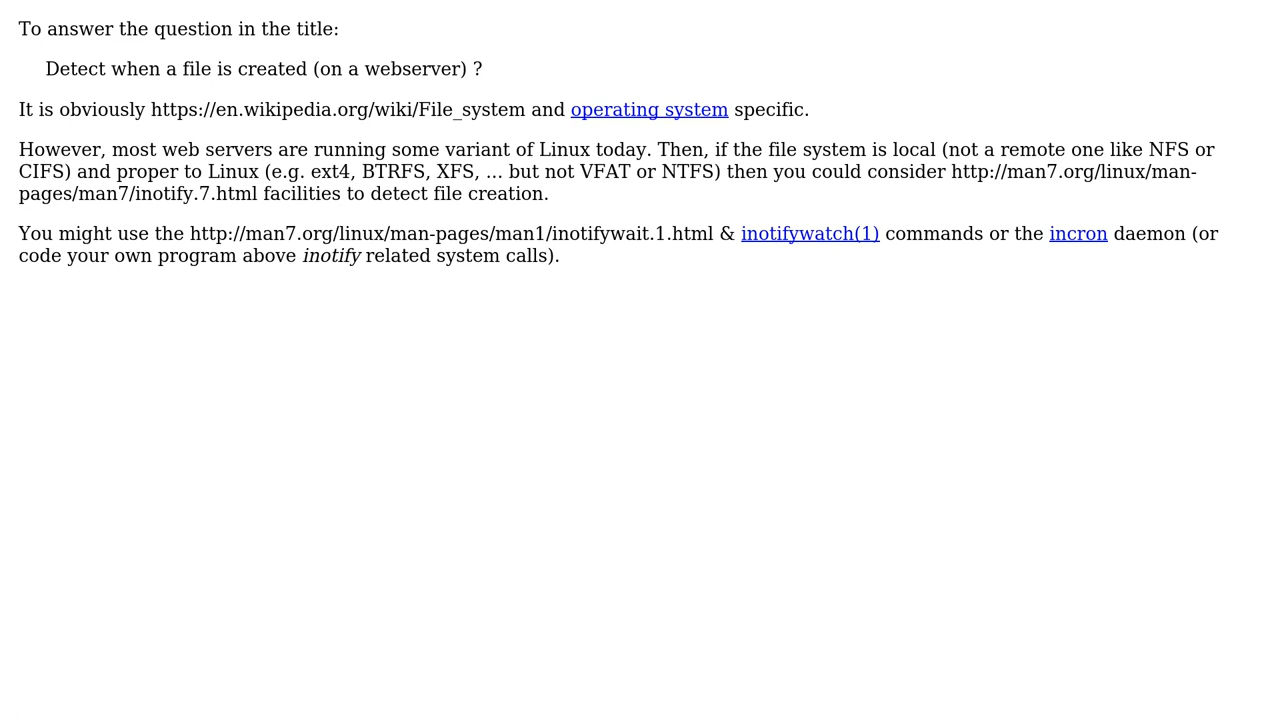 To answer the question in the title:
Detect when a file is created (on a webserver) ?
It is obviously https://en.wikipedia.org/wiki/File_system and operating system specific.
However, most web servers are running some variant of Linux today. Then, if the file system is local (not a remote one like NFS or
CIFS) and proper to Linux (e.g. ext4, BTRFS, XFS, ... but not VFAT or NTFS) then you could consider http://man7.org/linux/man-
pages/man7/inotify.7.html facilities to detect file creation.
You might use the http://man7.org/linux/man-pages/man1/inotifywait.1.html & inotifywatch(1) commands or the incron daemon (or
code your own program above inotify related system calls).